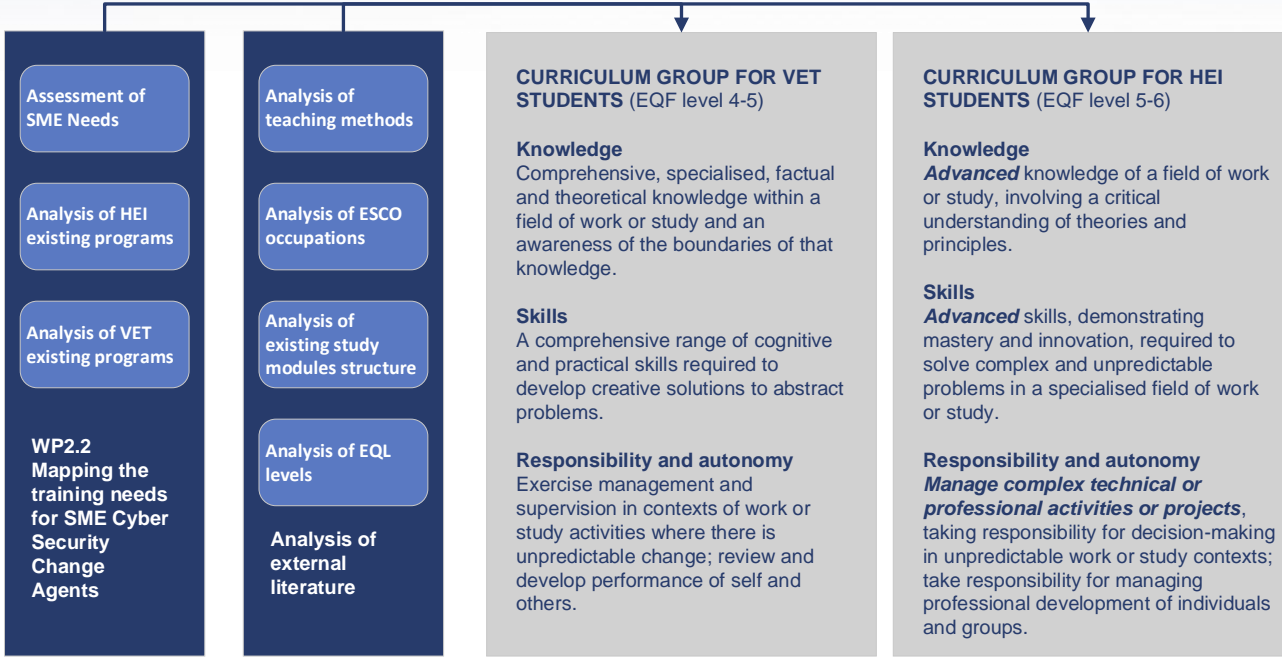 Assessment of
SME Needs
Analysis of HEI
existing programs
Analysis of VET
existing programs
WP2.2
Mapping the
training needs
for SME Cyber
Security
Change
Agents
Analysis of
teaching methods
Analysis of ESCO
occupations
Analysis of
existing study
modules structure
Analysis of EQL
levels
Analysis of
external
literature
CURRICULUM GROUP FOR VET
STUDENTS (EQF level 4-5)
Knowledge
Comprehensive, specialised, factual
and theoretical knowledge within a
field of work or study and an
awareness of the boundaries of that
knowledge.
Skills
A comprehensive range of cognitive
and practical skills required to
develop creative solutions to abstract
problems.
Responsibility and autonomy
Exercise management and
supervision in contexts of work or
study activities where there is
unpredictable change; review and
develop performance of self and
others.
CURRICULUM GROUP FOR HEI
STUDENTS (EQF level 5-6)
Knowledge
Advanced knowledge of a field of work
or study, involving a critical
understanding of theories and
principles.
Skills
Advanced skills, demonstrating
mastery and innovation, required to
solve complex and unpredictable
problems in a specialised field of work
or study.
Responsibility and autonomy
Manage complex technical or
professional activities or projects,
taking responsibility for decision-making
in unpredictable work or study contexts;
take responsibility for managing
professional development of individuals
and groups.